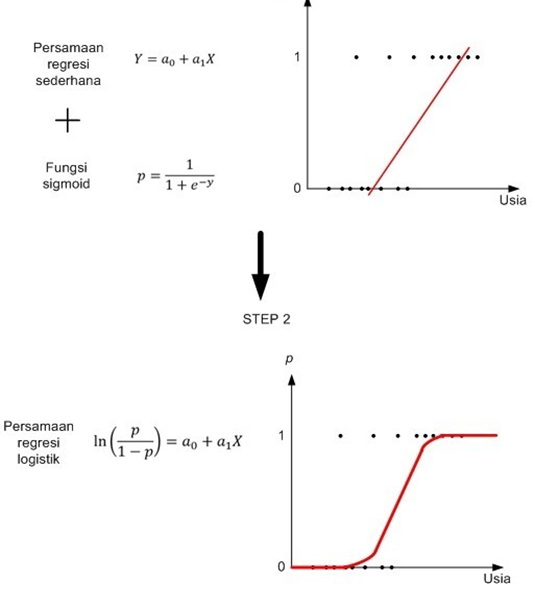 Persamaan
regresi
sederhana
Y = a₀ + a₁X
+
Fungsi
sigmoid
p = 1 / (1 + e⁻ʸ)
1
0
Usia
STEP 2
Persamaan
regresi
logistik
ln(p / (1 − p)) = a₀ + a₁X
p
1
0
Usia